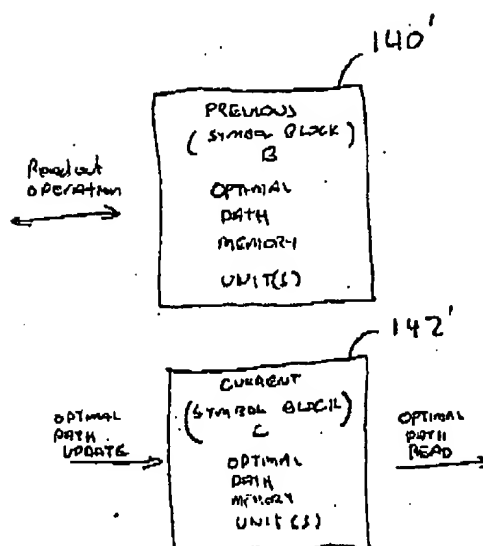 140'
PREVIOUS
(SYMBOL BLOCK)
B
OPTIMAL
PATH
MEMORY
UNIT(S)
Readout
OPERATION
142'
CURRENT
(SYMBOL BLOCK)
C
OPTIMAL
PATH
MEMORY
UNIT(S)
OPTIMAL
PATH
UPDATE
OPTIMAL
PATH
READ